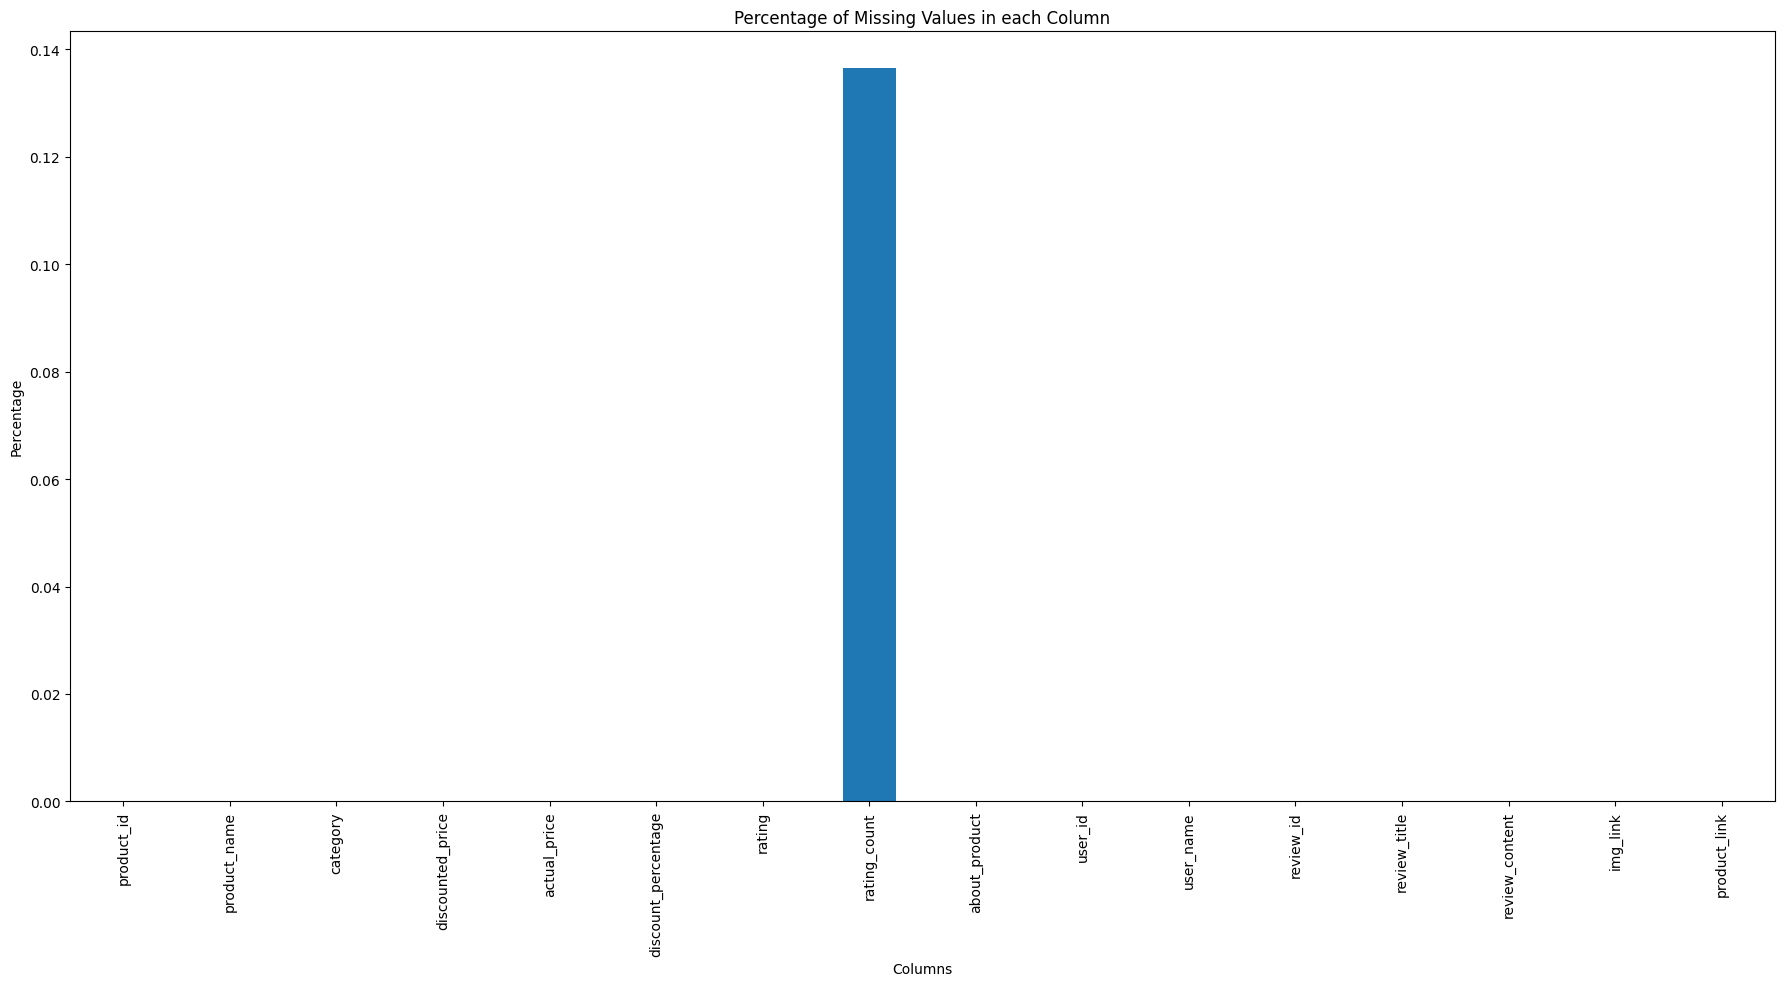 Percentage of Missing Values in each Column
0.14
0.12
0.10
0.08
0.06
0.04
0.02
0.00
Percentage
product_id
product_name
category
discounted_price
actual_price
discount_percentage
rating
rating_count
about_product
user_id
user_name
review_id
review_title
review_content
img_link
product_link
Columns